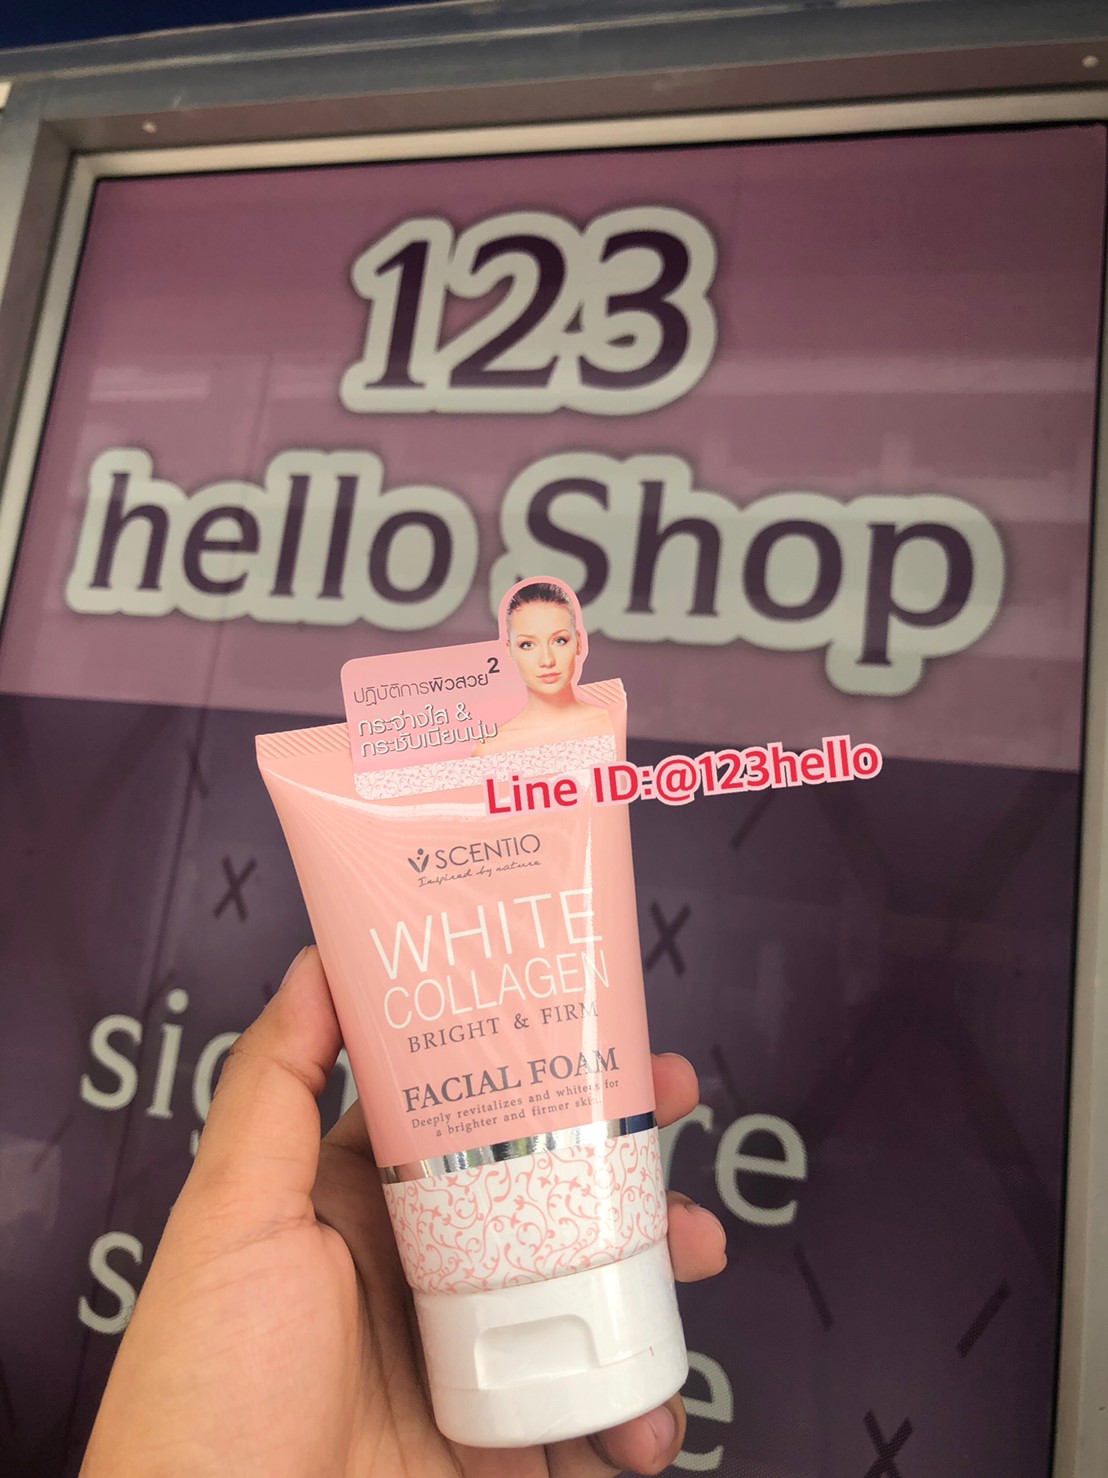 123
hello Shop
ปฏิบัติการผิวสวย²
กระจ่างใส &
กระชับเนียนนุ่ม
Line ID:@123hello
SCENTIO
Inspired by nature
WHITE
COLLAGEN
BRIGHT & FIRM
FACIAL FOAM
Deeply revitalizes and whitens for
a brighter and firmer skin.